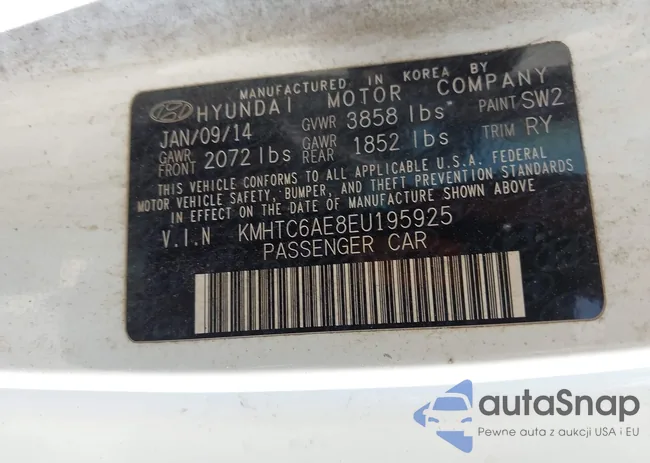 MANUFACTURED IN KOREA BY
HYUNDAI MOTOR COMPANY
JAN/09/14 GVWR 3858 lbs PAINT SW2
GAWR FRONT 2072 lbs GAWR REAR 1852 lbs TRIM RY
THIS VEHICLE CONFORMS TO ALL APPLICABLE U.S.A. FEDERAL
MOTOR VEHICLE SAFETY, BUMPER, AND THEFT PREVENTION STANDARDS
IN EFFECT ON THE DATE OF MANUFACTURE SHOWN ABOVE
V.I.N KMHTC6AE8EU195925
PASSENGER CAR
autoSnap
Pewne auta z aukcji USA i EU